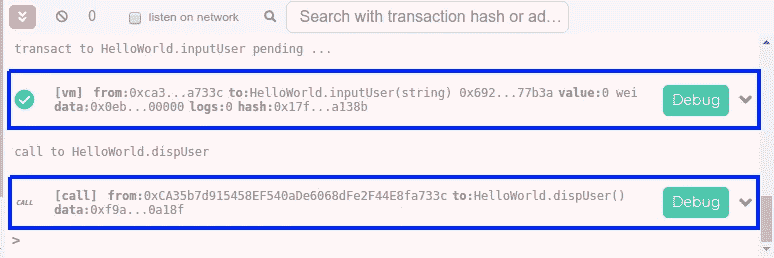 0 listen on network Search with transaction hash or ad...
transact to HelloWorld.inputUser pending ...
[vm] from:0xca3...a733c to:HelloWorld.inputUser(string) 0x692...77b3a value:0 wei
data:0x0eb...00000 logs:0 hash:0x17f...a138b
Debug
call to HelloWorld.dispUser
CALL
[call] from:0xCA35b7d915458EF540aDe6068dFe2F44E8fa733c to:HelloWorld.dispUser()
data:0xf9a...0a18f
Debug
>